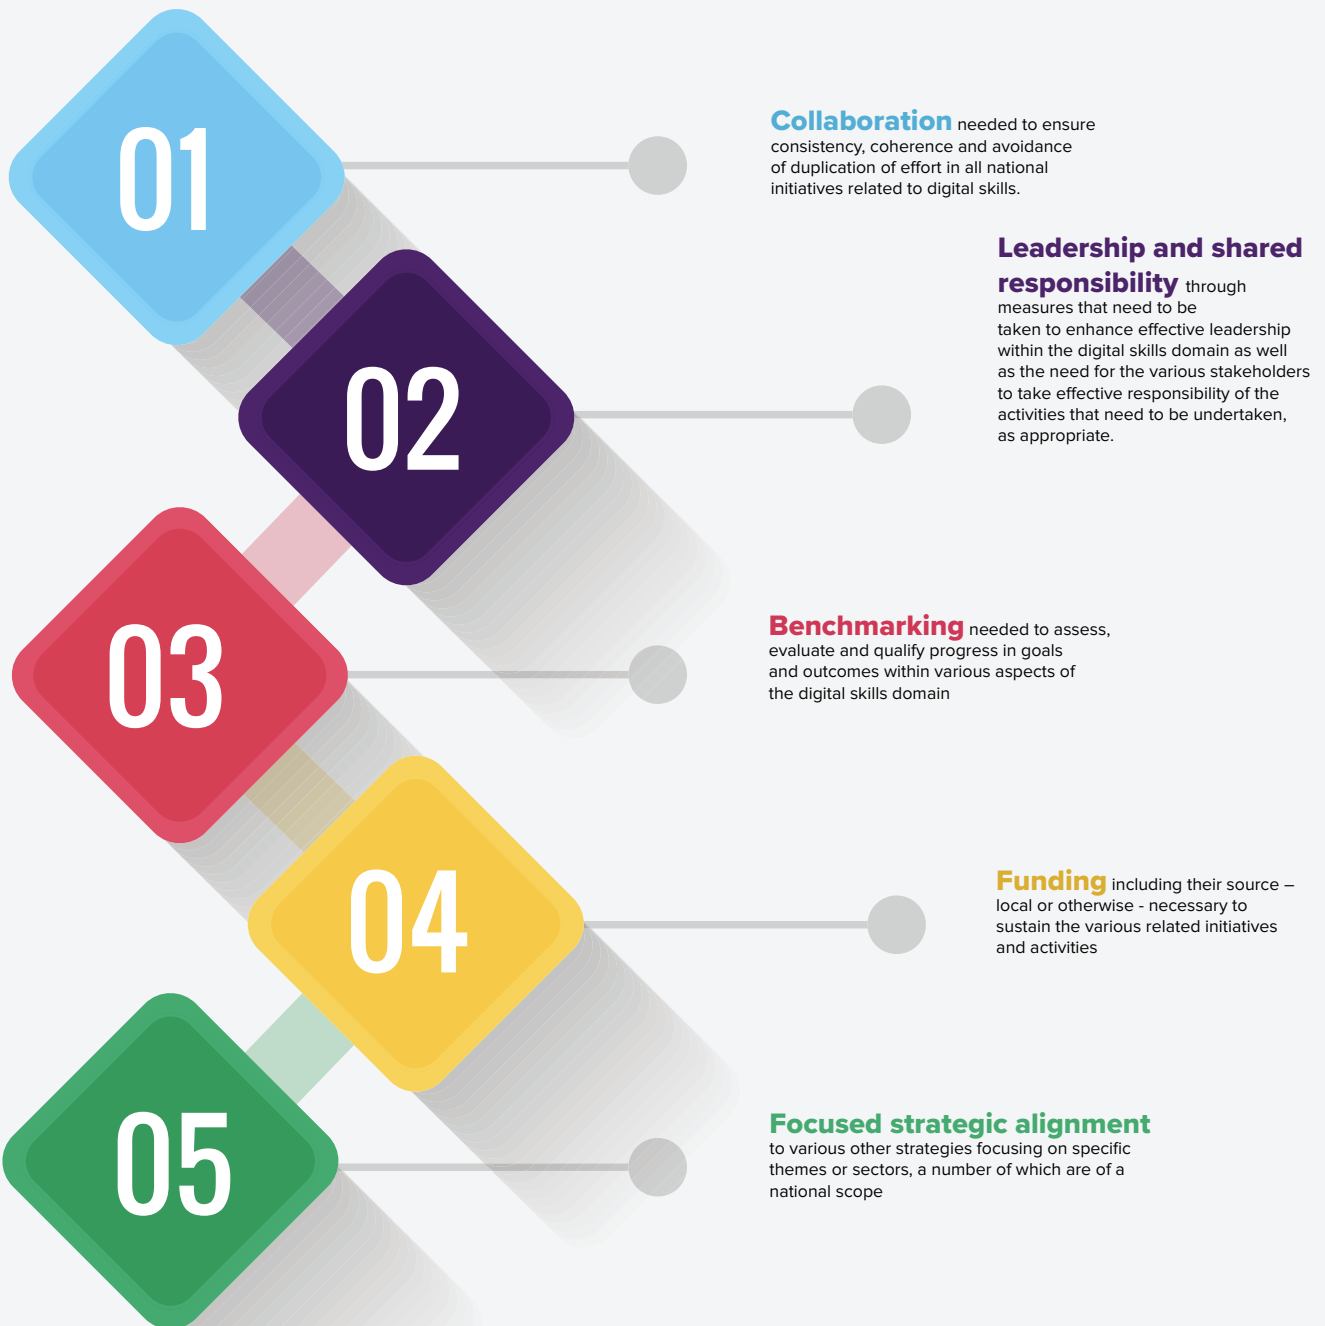 01
Collaboration needed to ensure
consistency, coherence and avoidance
of duplication of effort in all national
initiatives related to digital skills.
02
Leadership and shared
responsibility through
measures that need to be
taken to enhance effective leadership
within the digital skills domain as well
as the need for the various stakeholders
to take effective responsibility of the
activities that need to be undertaken,
as appropriate.
03
Benchmarking needed to assess,
evaluate and qualify progress in goals
and outcomes within various aspects of
the digital skills domain
04
Funding including their source –
local or otherwise - necessary to
sustain the various related initiatives
and activities
05
Focused strategic alignment
to various other strategies focusing on specific
themes or sectors, a number of which are of a
national scope